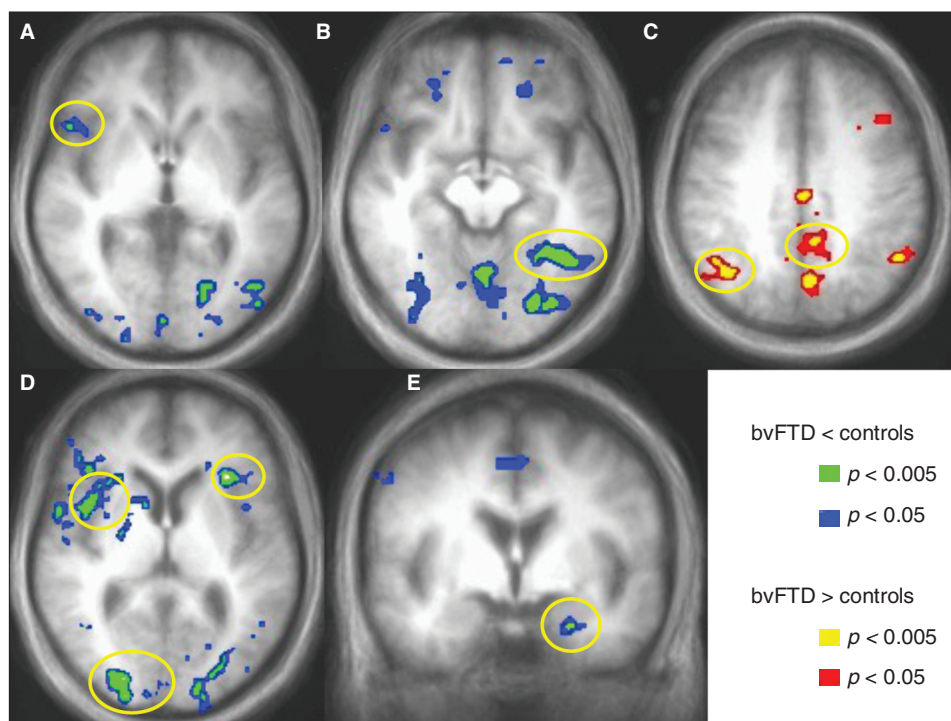 A
B
C
D
E
bvFTD < controls
p < 0.005
p < 0.05
bvFTD > controls
p < 0.005
p < 0.05